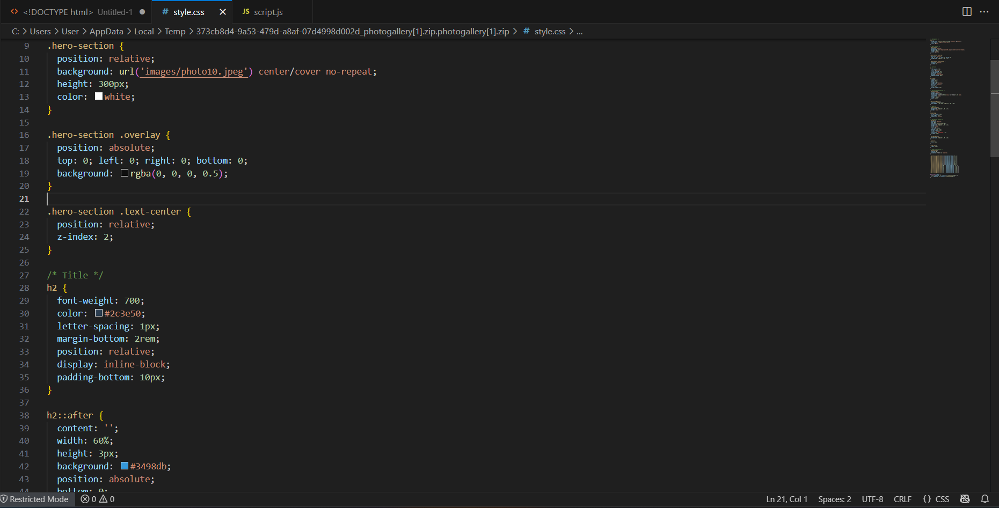 <!DOCTYPE html> Untitled-1 # style.css JS script.js
C: > Users > User > AppData > Local > Temp > 373cb8d4-9a53-479d-a8af-07d4998d002d_photogallery[1].zip.photogallery[1].zip > # style.css > ...
9 .hero-section {
10 position: relative;
11 background: url('images/photo10.jpeg') center/cover no-repeat;
12 height: 300px;
13 color: white;
14 }
15
16 .hero-section .overlay {
17 position: absolute;
18 top: 0; left: 0; right: 0; bottom: 0;
19 background: rgba(0, 0, 0, 0.5);
20 }
21
22 .hero-section .text-center {
23 position: relative;
24 z-index: 2;
25 }
26
27 /* Title */
28 h2 {
29 font-weight: 700;
30 color: #2c3e50;
31 letter-spacing: 1px;
32 margin-bottom: 2rem;
33 position: relative;
34 display: inline-block;
35 padding-bottom: 10px;
36 }
37
38 h2::after {
39 content: '';
40 width: 60%;
41 height: 3px;
42 background: #3498db;
43 position: absolute;
44 bottom: 0;
Restricted Mode 0 0 Ln 21, Col 1 Spaces: 2 UTF-8 CRLF {} CSS